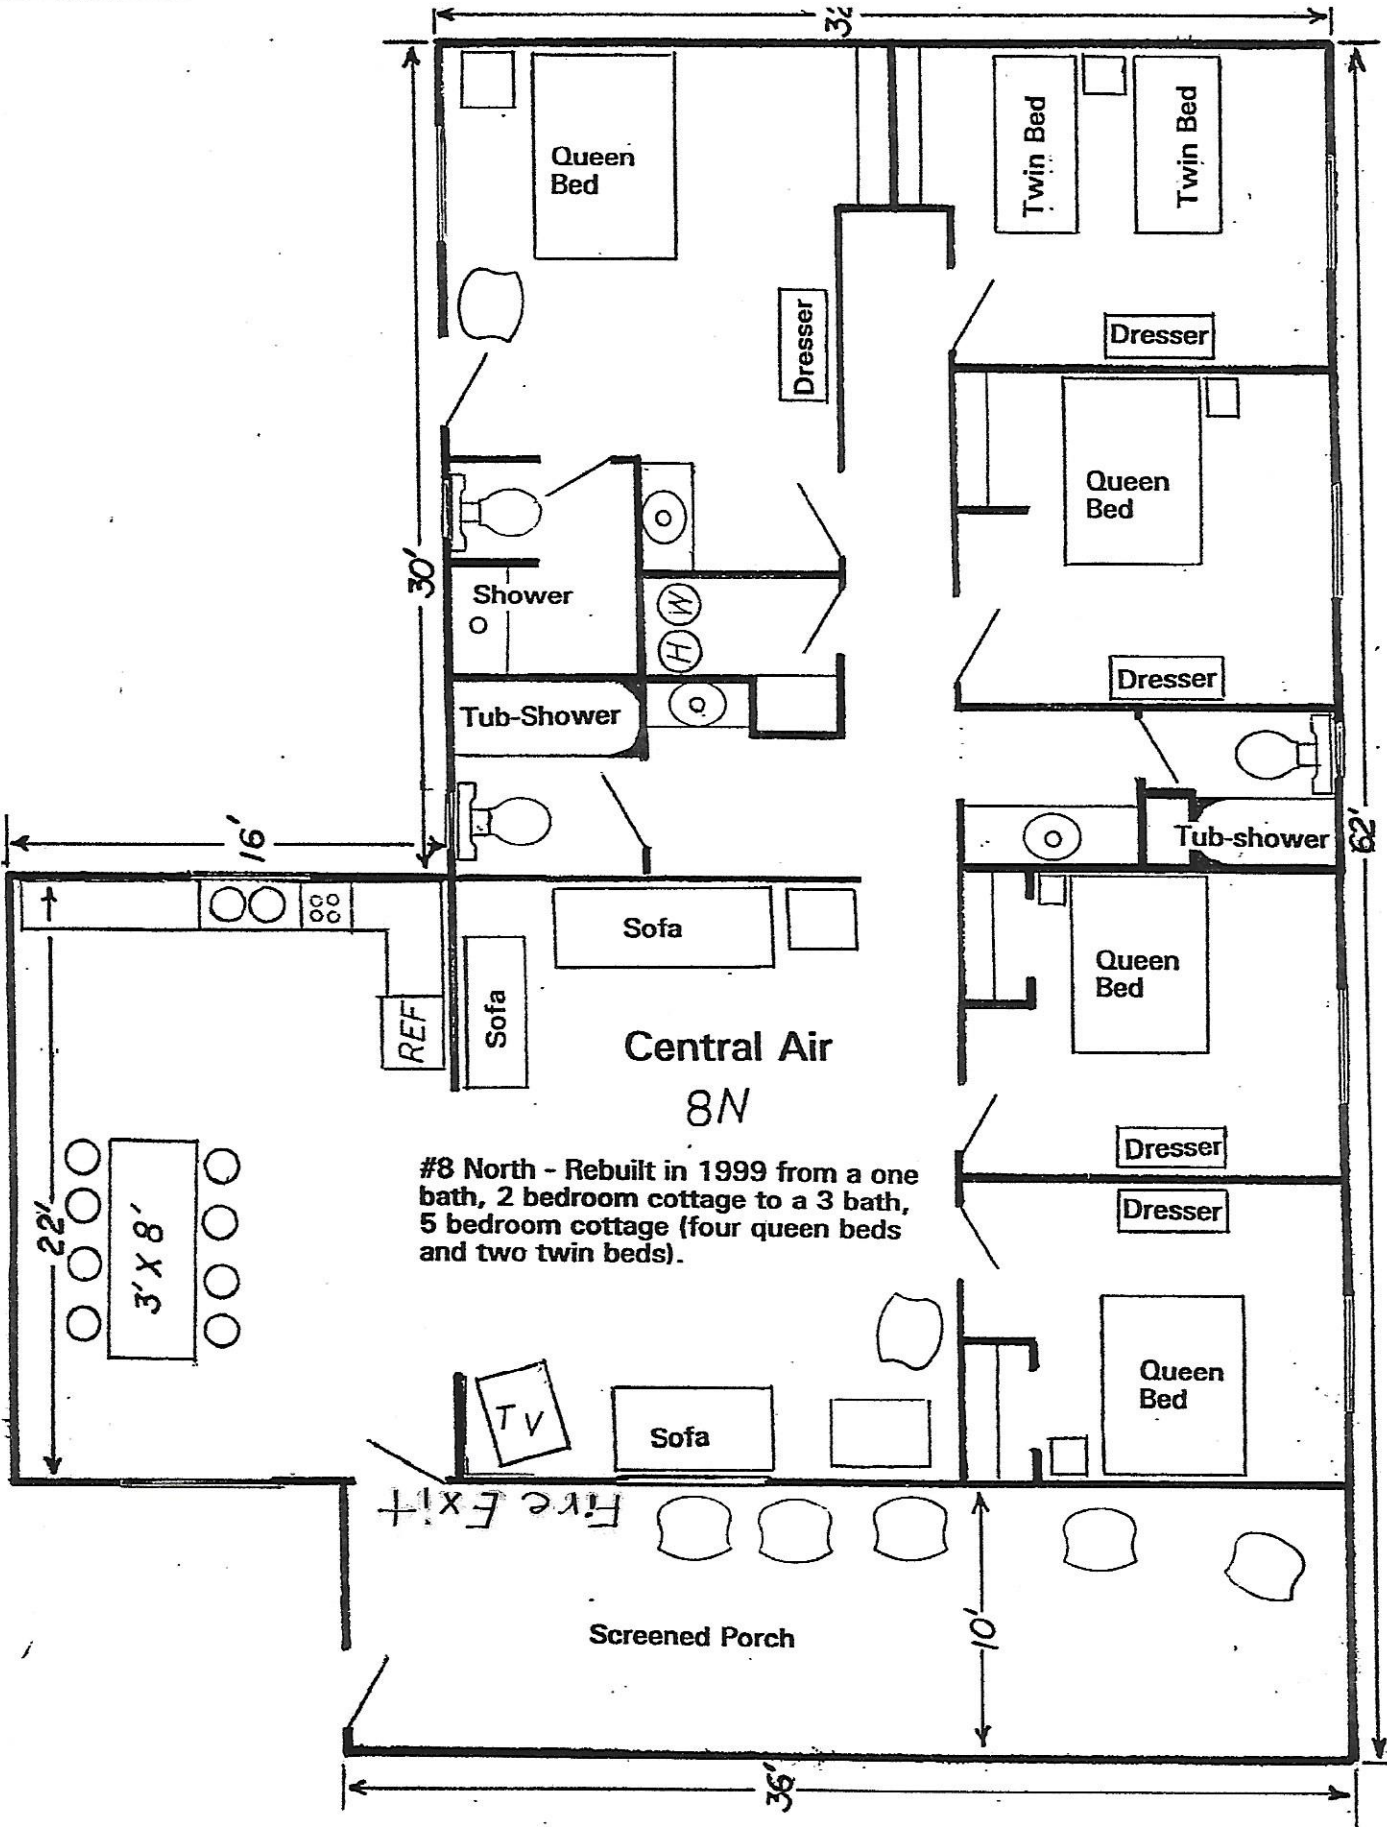 32
Queen
Bed
Twin Bed
Twin Bed
Dresser
Dresser
30'
Queen
Bed
Shower
W
H
Dresser
Tub-Shower
16'
Tub-shower
62'
Sofa
Sofa
REF
Queen
Bed
Central Air
8N
Dresser
#8 North - Rebuilt in 1999 from a one
bath, 2 bedroom cottage to a 3 bath,
5 bedroom cottage (four queen beds
and two twin beds).
22'
3' X 8'
Dresser
TV
Sofa
Queen
Bed
Fire Exit
10'
Screened Porch
36'